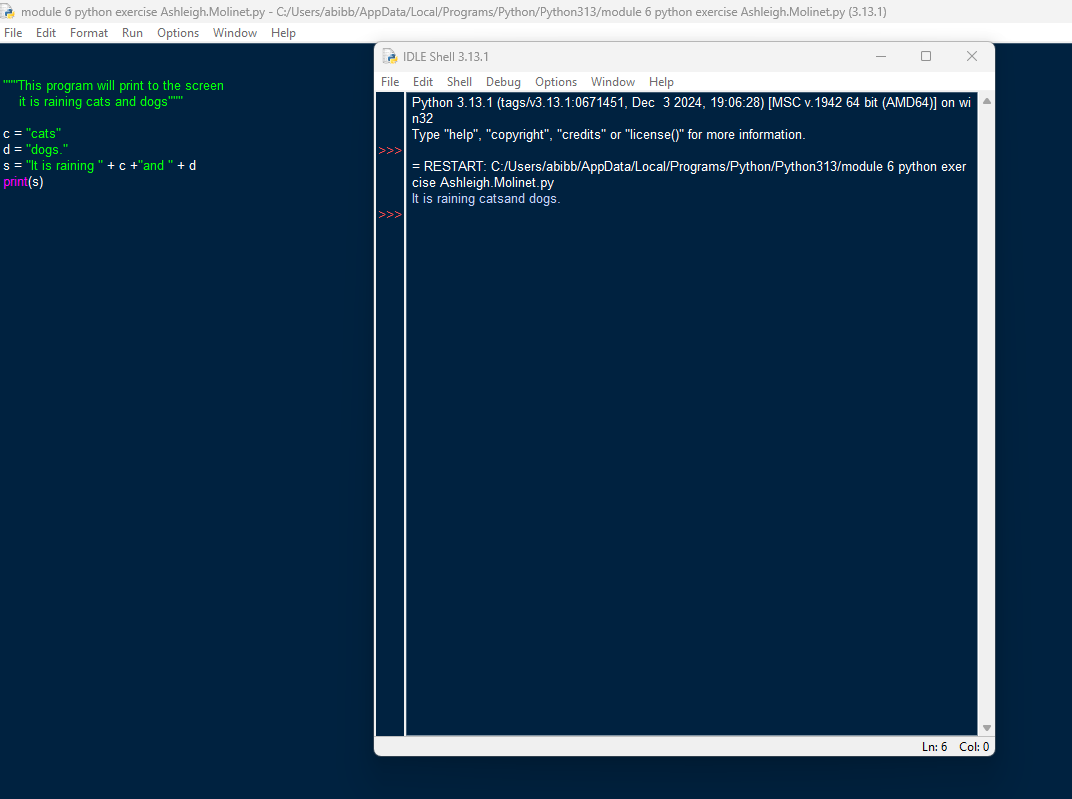 module 6 python exercise Ashleigh.Molinet.py - C:/Users/abibb/AppData/Local/Programs/Python/Python313/module 6 python exercise Ashleigh.Molinet.py (3.13.1)
File Edit Format Run Options Window Help
"""This program will print to the screen
it is raining cats and dogs"""
c = "cats"
d = "dogs."
s = "It is raining " + c +"and " + d
print(s)
IDLE Shell 3.13.1
File Edit Shell Debug Options Window Help
Python 3.13.1 (tags/v3.13.1:0671451, Dec  3 2024, 19:06:28) [MSC v.1942 64 bit (AMD64)] on wi
n32
Type "help", "copyright", "credits" or "license()" for more information.
>>>
= RESTART: C:/Users/abibb/AppData/Local/Programs/Python/Python313/module 6 python exer
cise Ashleigh.Molinet.py
It is raining catsand dogs.
>>>
Ln: 6 Col: 0